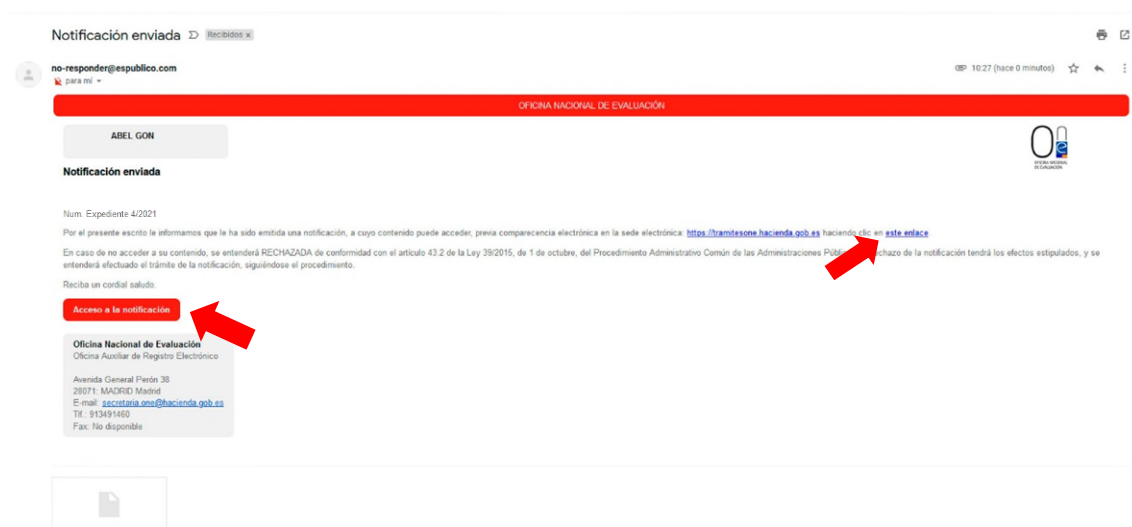 Notificación enviada Recibidos x
no-responder@espublico.com 10:27 (hace 0 minutos)
para mí
OFICINA NACIONAL DE EVALUACIÓN
ABEL GON
OFICINA NACIONAL
DE EVALUACIÓN
Notificación enviada
Num. Expediente 4/2021
Por el presente escrito le informamos que le ha sido emitida una notificación, a cuyo contenido puede acceder, previa comparecencia electrónica en la sede electrónica: https://tramitesone.hacienda.gob.es haciendo clic en este enlace
En caso de no acceder a su contenido, se entenderá RECHAZADA de conformidad con el artículo 43.2 de la Ley 39/2015, de 1 de octubre, del Procedimiento Administrativo Común de las Administraciones de la notificación tendrá los efectos estipulados, y se
entenderá efectuado el trámite de la notificación, siguiéndose el procedimiento.
Reciba un cordial saludo.
Acceso a la notificación
Oficina Nacional de Evaluación
Oficina Auxiliar de Registro Electrónico
Avenida General Perón 38
28071: MADRID Madrid
E-mail: secretaria.one@hacienda.gob.es
Tlf.: 913491460
Fax: No disponible